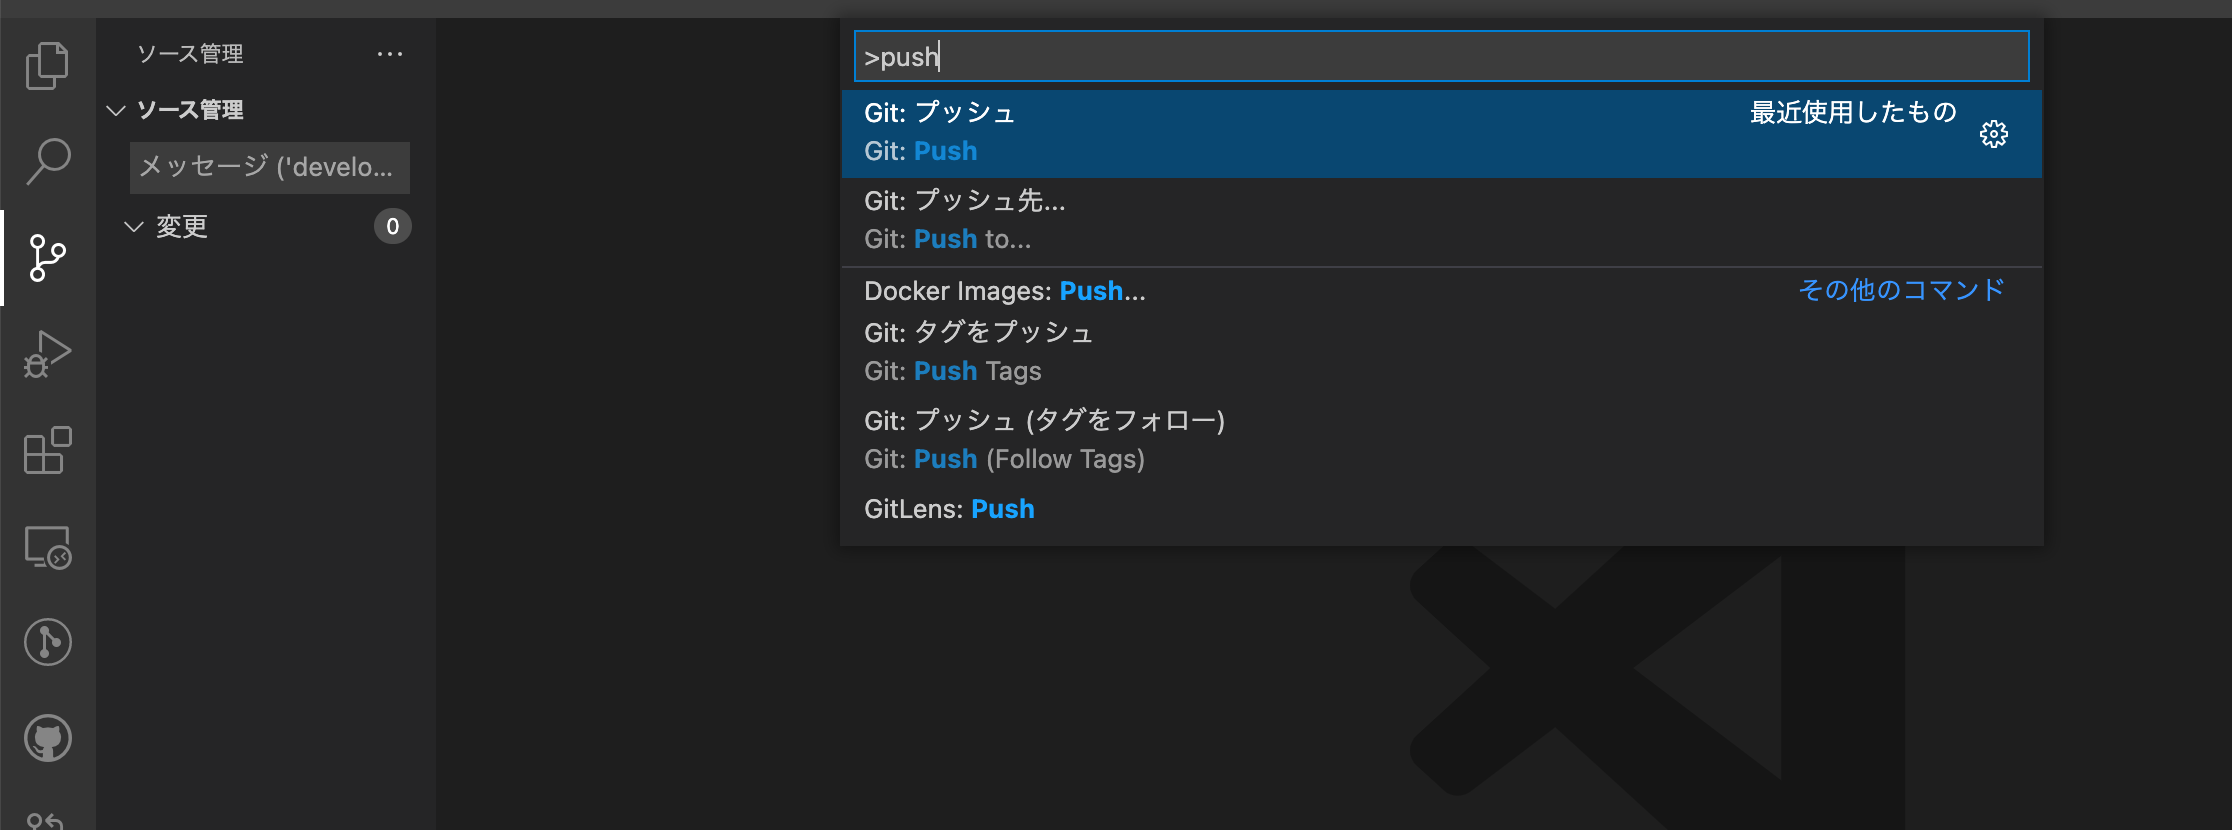 ソース管理
ソース管理
メッセージ ('develo...
変更
0
>push
Git: プッシュ
最近使用したもの
Git: Push
Git: プッシュ先...
Git: Push to...
Docker Images: Push...
その他のコマンド
Git: タグをプッシュ
Git: Push Tags
Git: プッシュ (タグをフォロー)
Git: Push (Follow Tags)
GitLens: Push